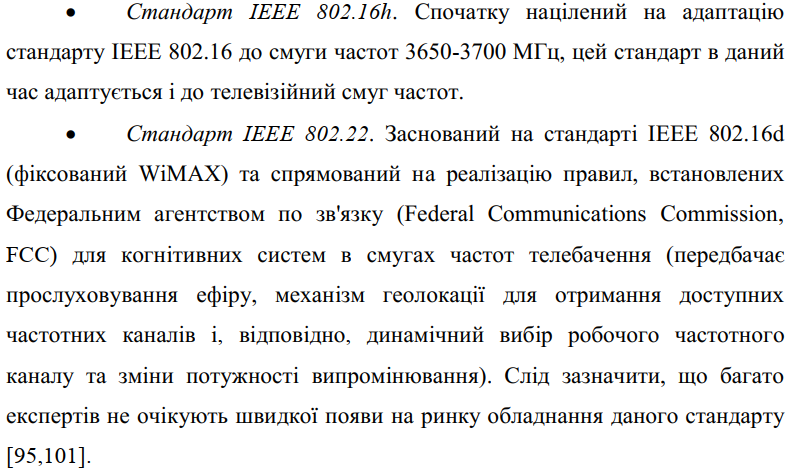 • Стандарт IEEE 802.16h. Спочатку націлений на адаптацію
стандарту IEEE 802.16 до смуги частот 3650-3700 МГц, цей стандарт в даний
час адаптується і до телевізійний смуг частот.
• Стандарт IEEE 802.22. Заснований на стандарті IEEE 802.16d
(фіксований WiMAX) та спрямований на реалізацію правил, встановлених
Федеральним агентством по зв'язку (Federal Communications Commission,
FCC) для когнітивних систем в смугах частот телебачення (передбачає
прослуховування ефіру, механізм геолокації для отримання доступних
частотних каналів і, відповідно, динамічний вибір робочого частотного
каналу та зміни потужності випромінювання). Слід зазначити, що багато
експертів не очікують швидкої появи на ринку обладнання даного стандарту
[95,101].